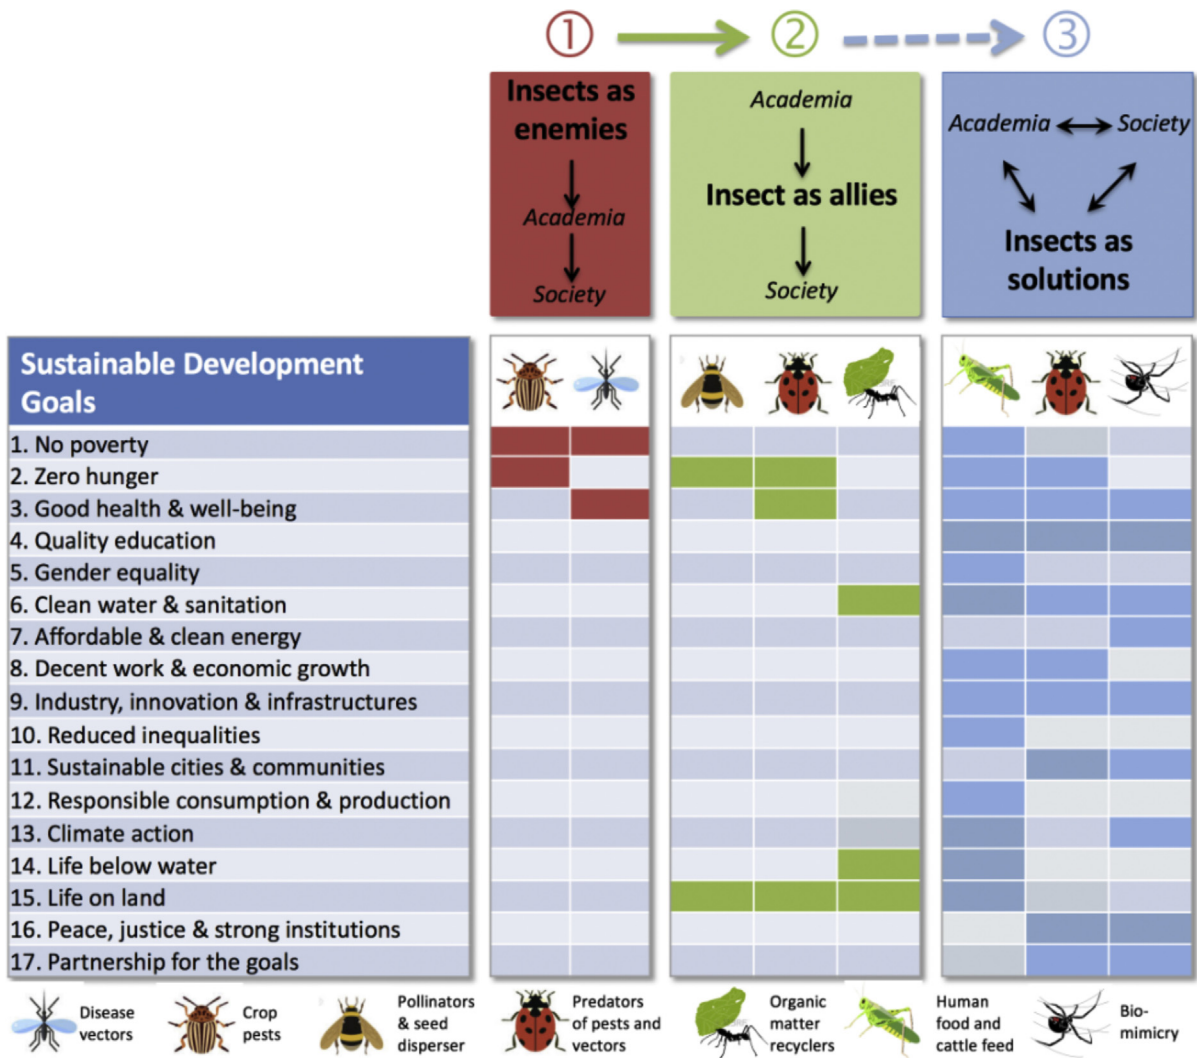 ① ② ③
Insects as
enemies
Academia
Society
Academia
Insect as allies
Society
Academia Society
Insects as
solutions
Sustainable Development
Goals
1. No poverty
2. Zero hunger
3. Good health & well-being
4. Quality education
5. Gender equality
6. Clean water & sanitation
7. Affordable & clean energy
8. Decent work & economic growth
9. Industry, innovation & infrastructures
10. Reduced inequalities
11. Sustainable cities & communities
12. Responsible consumption & production
13. Climate action
14. Life below water
15. Life on land
16. Peace, justice & strong institutions
17. Partnership for the goals
Disease
vectors
Crop
pests
Pollinators
& seed
disperser
Predators
of pests and
vectors
Organic
matter
recyclers
Human
food and
cattle feed
Bio-
mimicry